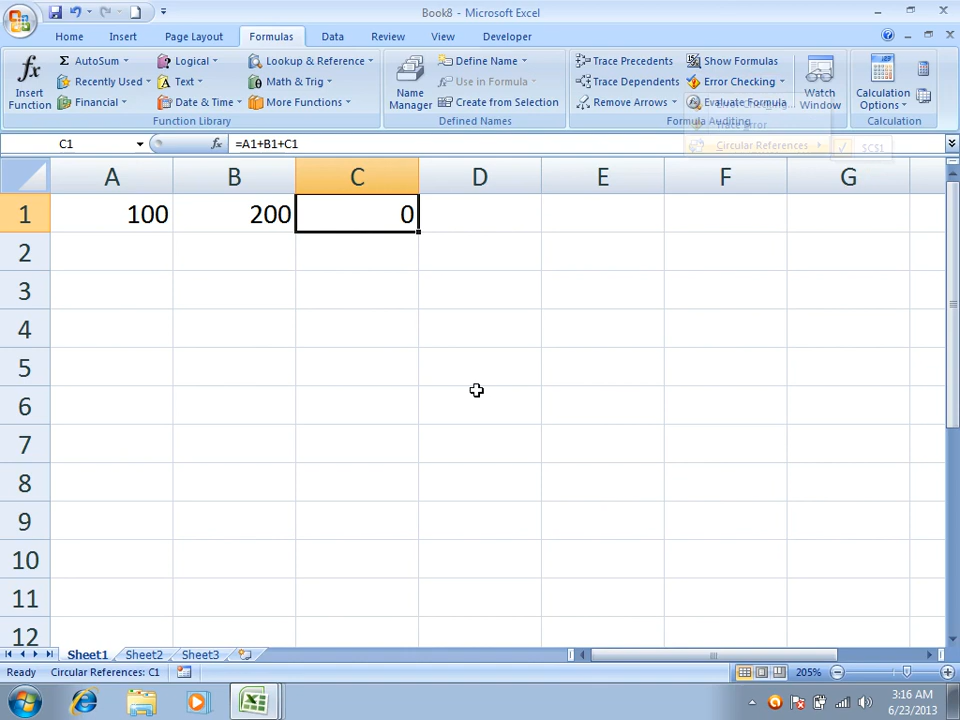 Book8 - Microsoft Excel
Home Insert Page Layout Formulas Data Review View Developer
Insert Function
Σ AutoSum
Recently Used
Financial
Logical
Text
Date & Time
Lookup & Reference
Math & Trig
More Functions
Function Library
Name Manager
Define Name
Use in Formula
Create from Selection
Defined Names
Trace Precedents
Trace Dependents
Remove Arrows
Show Formulas
Error Checking
Evaluate Formula
Trace Error
Circular References
$C$1
Formula Auditing
Watch Window
Calculation Options
Calculation
C1 fx =A1+B1+C1
A B C D E F G
1 100 200 0
2
3
4
5
6
7
8
9
10
11
12
Sheet1 Sheet2 Sheet3
Ready Circular References: C1 205%
3:16 AM
6/23/2013